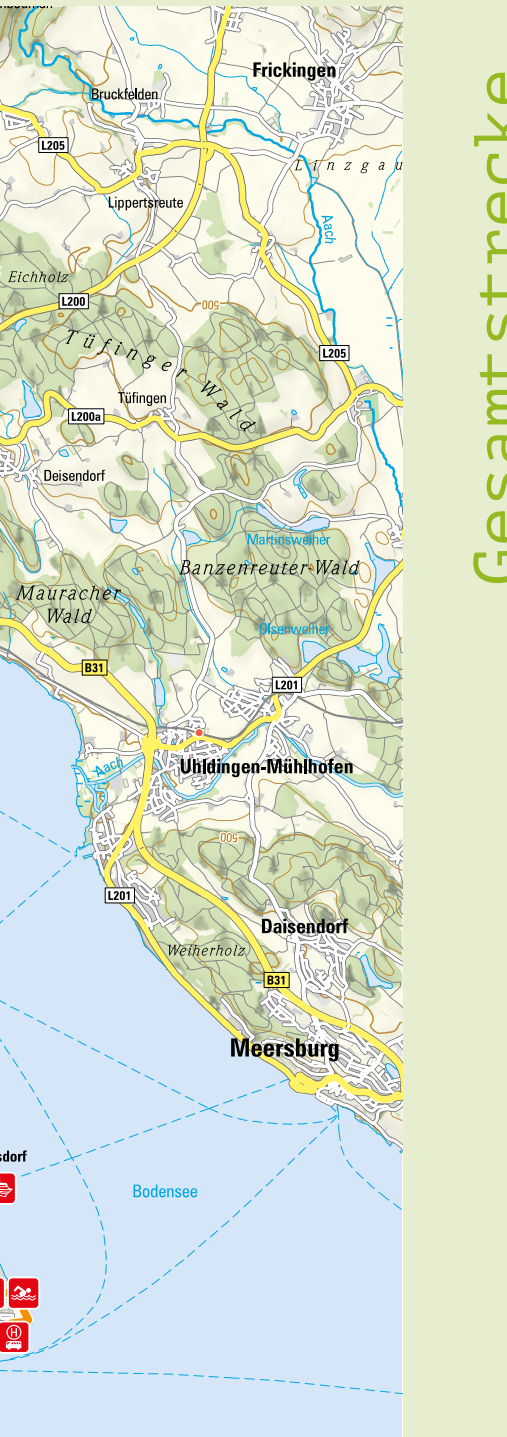 Frickingen
Bruckfelden
L205
Linzgau
Lippertsreute
Aach
Eichholz
L200
500
Tüfinger Wald
L205
Tüfingen
L200a
Deisendorf
Martinsweiher
Banzenreuter Wald
Mauracher
Wald
Olsenweiher
B31
L201
Uhldingen-Mühlhofen
Aach
500
L201
Daisendorf
Weiherholz
B31
Meersburg
sdorf
Bodensee
H
Gesamtstrecke